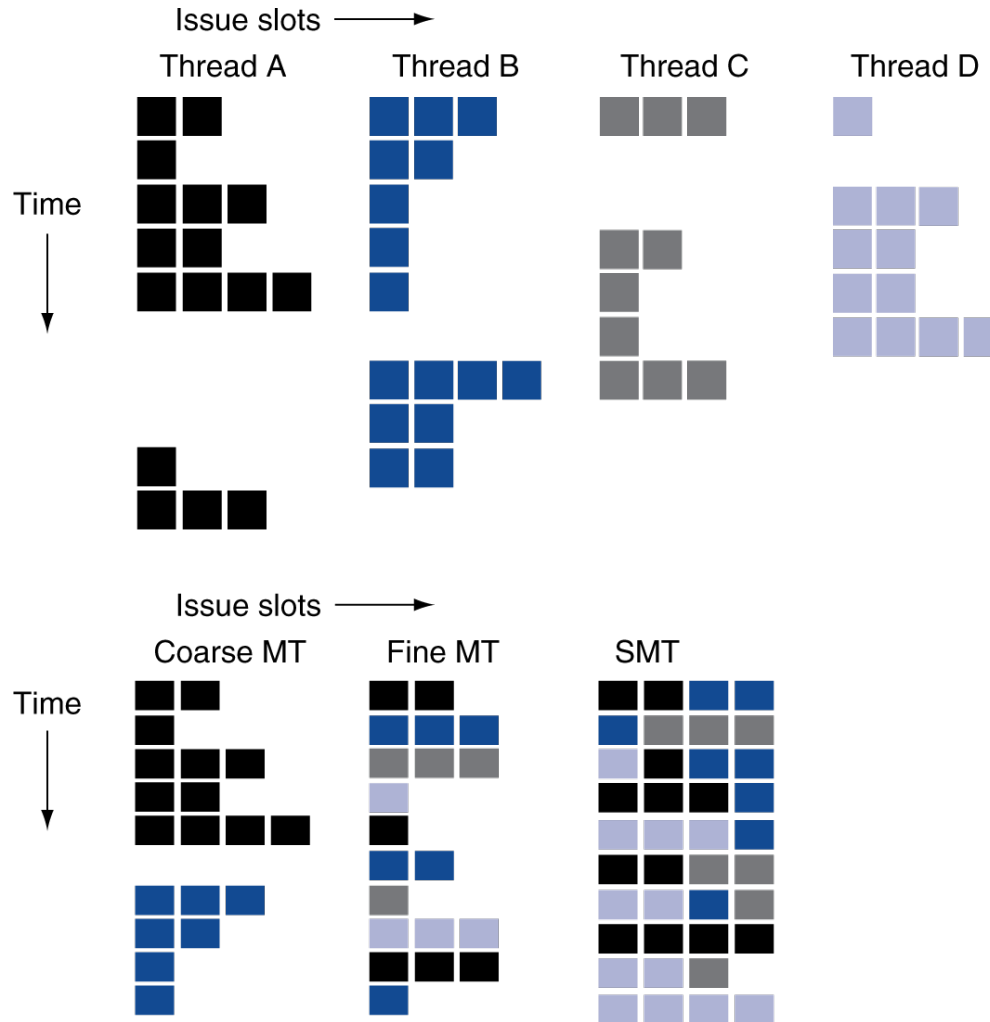 Issue slots
Thread A Thread B Thread C Thread D
Time
Issue slots
Coarse MT Fine MT SMT
Time